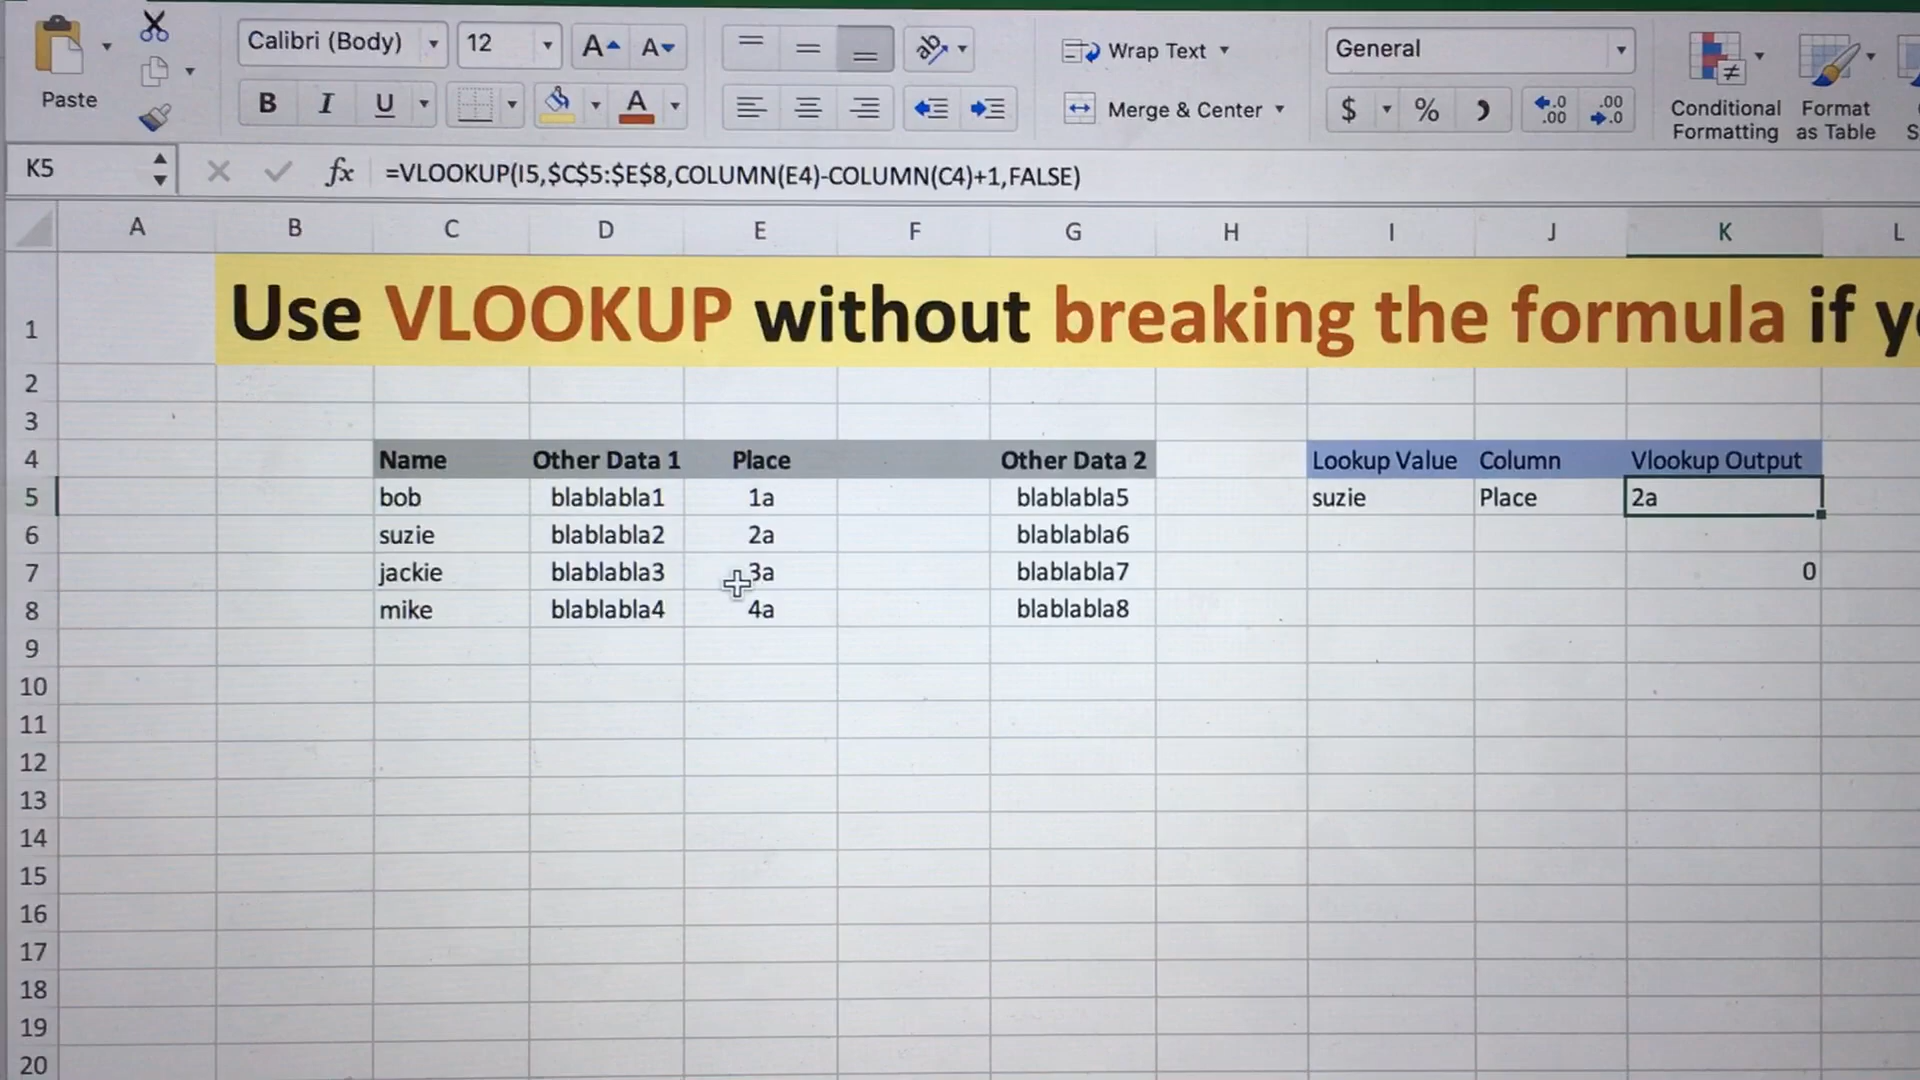 Calibri (Body) 12 A A ab Wrap Text General
Paste B I U A Merge & Center $ % .0 .00 .00 .0 Conditional Formatting Format as Table
K5 fx =VLOOKUP(I5,$C$5:$E$8,COLUMN(E4)-COLUMN(C4)+1,FALSE)
A B C D E F G H I J K L
1 Use VLOOKUP without breaking the formula if
2
3
4 Name Other Data 1 Place Other Data 2 Lookup Value Column Vlookup Output
5 bob blablabla1 1a blablabla5 suzie Place 2a
6 suzie blablabla2 2a blablabla6
7 jackie blablabla3 3a blablabla7 0
8 mike blablabla4 4a blablabla8
9
10
11
12
13
14
15
16
17
18
19
20